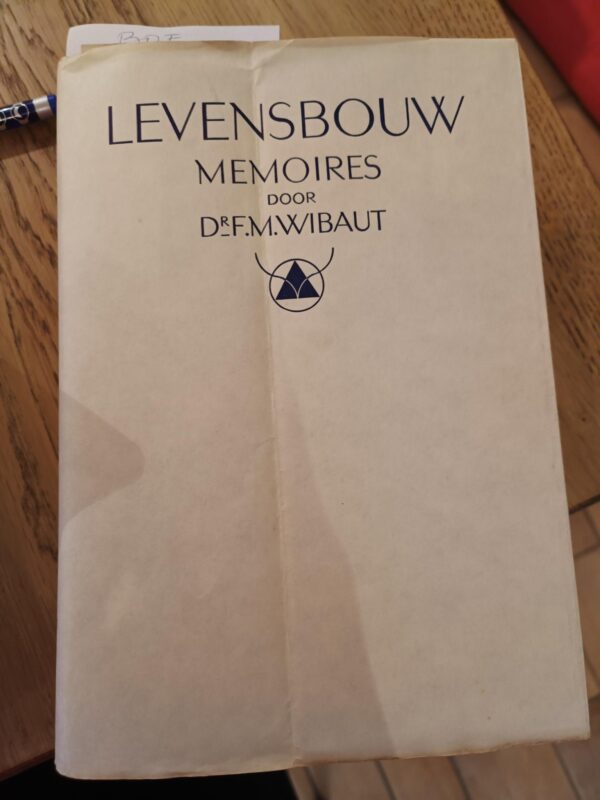 LEVENSBOUW
MEMOIRES
DOOR
DR F.M. WIBAUT